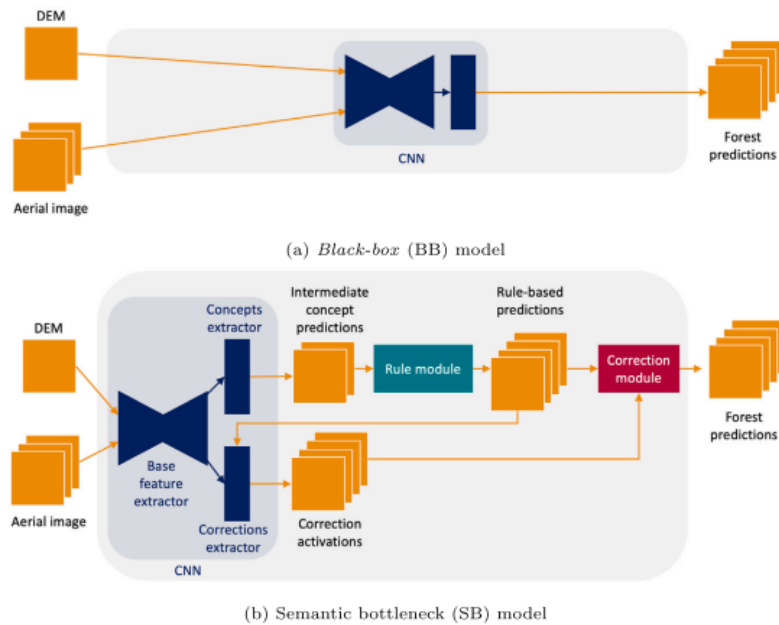 DEM
Aerial image
CNN
Forest
predictions
(a) Black-box (BB) model
DEM
Aerial image
Base
feature
extractor
Concepts
extractor
Corrections
extractor
CNN
Intermediate
concept
predictions
Rule module
Rule-based
predictions
Correction
activations
Correction
module
Forest
predictions
(b) Semantic bottleneck (SB) model